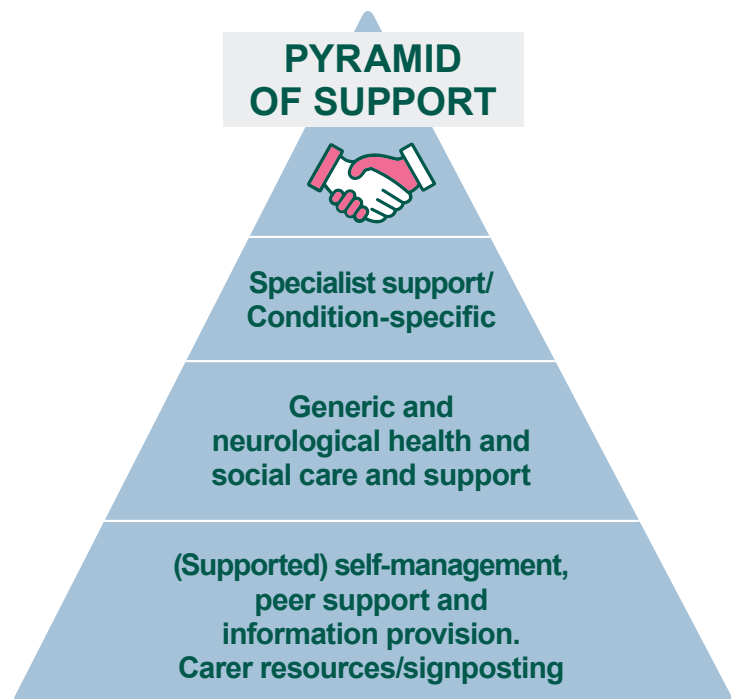 PYRAMID
OF SUPPORT
Specialist support/
Condition-specific
Generic and
neurological health and
social care and support
(Supported) self-management,
peer support and
information provision.
Carer resources/signposting